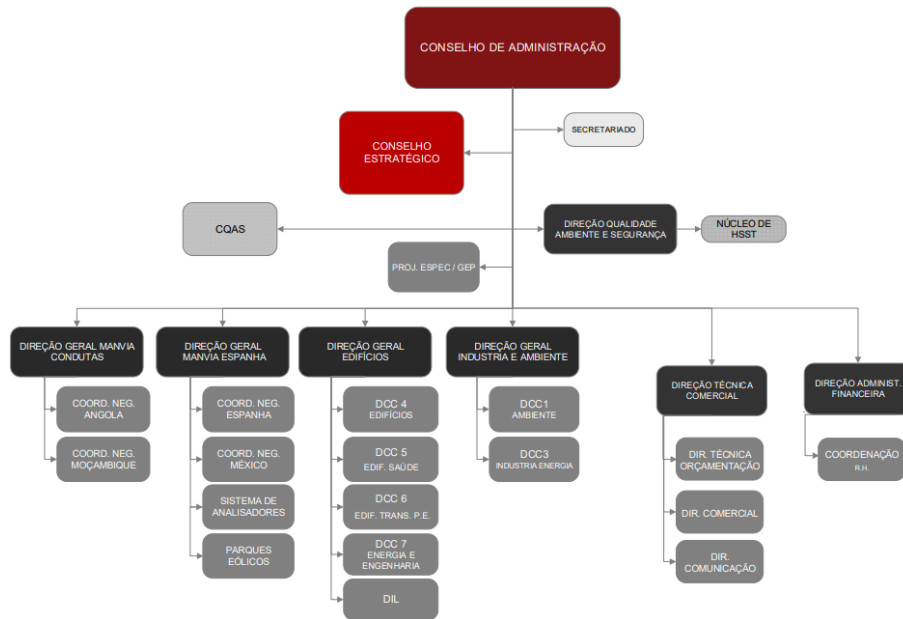 CONSELHO DE ADMINISTRAÇÃO
SECRETARIADO
CONSELHO
ESTRATÉGICO
CQAS
DIREÇÃO QUALIDADE
AMBIENTE E SEGURANÇA
NÚCLEO DE
HSST
PROJ. ESPEC / GEP
DIREÇÃO GERAL MANVIA
CONDUTAS
DIREÇÃO GERAL
MANVIA ESPANHA
DIREÇÃO GERAL
EDIFÍCIOS
DIREÇÃO GERAL
INDUSTRIA E AMBIENTE
DIREÇÃO TÉCNICA
COMERCIAL
DIREÇÃO ADMINIST.
FINANCEIRA
COORD. NEG.
ANGOLA
COORD. NEG.
MOÇAMBIQUE
COORD. NEG.
ESPANHA
COORD. NEG.
MÉXICO
SISTEMA DE
ANALISADORES
PARQUES
EÓLICOS
DCC 4
EDIFÍCIOS
DCC 5
EDIF. SAÚDE
DCC 6
EDIF. TRANS. P.E.
DCC 7
ENERGIA E
ENGENHARIA
DIL
DCC1
AMBIENTE
DCC3
INDUSTRIA ENERGIA
DIR. TÉCNICA
ORÇAMENTAÇÃO
DIR. COMERCIAL
DIR.
COMUNICAÇÃO
COORDENAÇÃO
R.H.